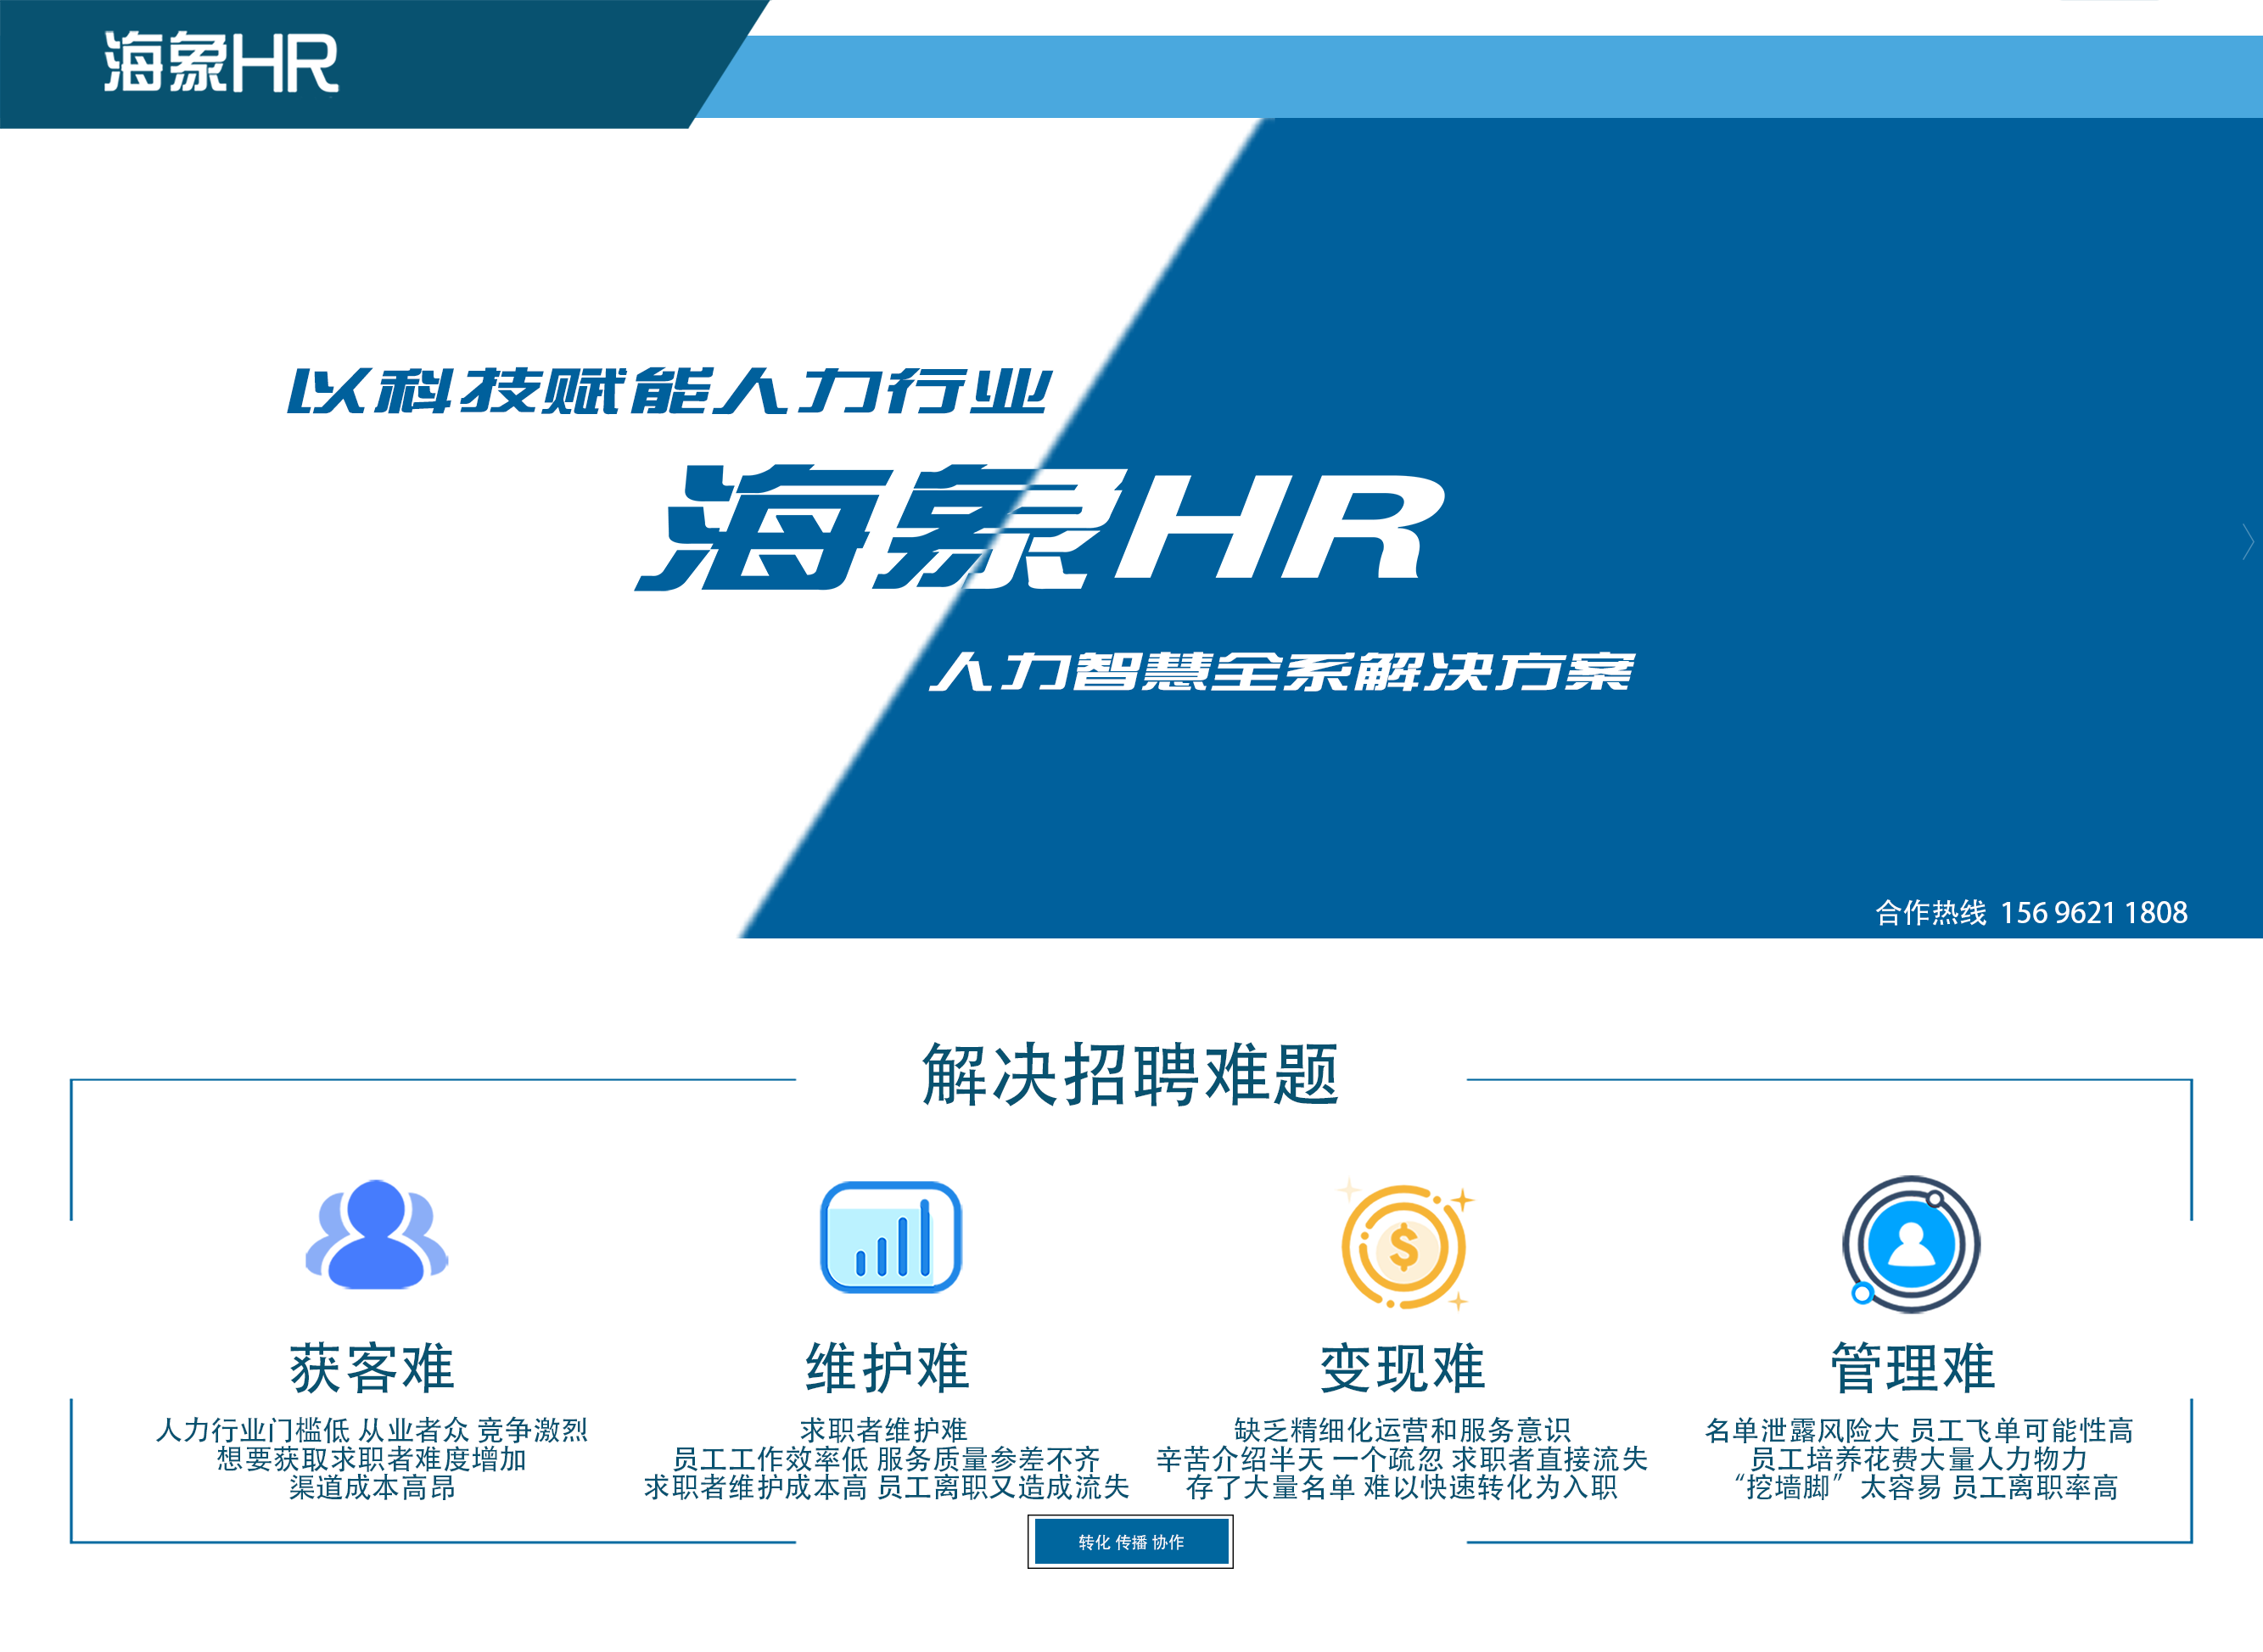 海象HR
以科技赋能人力行业
海象HR
人力智慧全系解决方案
合作热线 156 9621 1808
解决招聘难题
获客难
人力行业门槛低 从业者众 竞争激烈
想要获取求职者难度增加
渠道成本高昂
维护难
求职者维护难
员工工作效率低 服务质量参差不齐
求职者维护成本高 员工离职又造成流失
变现难
缺乏精细化运营和服务意识
辛苦介绍半天 一个疏忽 求职者直接流失
存了大量名单 难以快速转化为入职
管理难
名单泄露风险大 员工飞单可能性高
员工培养花费大量人力物力
“挖墙脚” 太容易 员工离职率高
转化 传播 协作